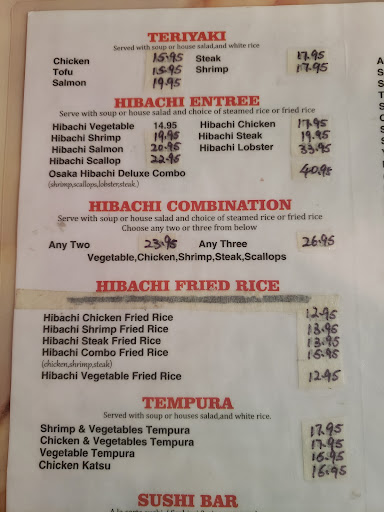 TERIYAKI
Served with soup or house salad,and white rice
Chicken 15.95 Steak 17.95
Tofu 15.95 Shrimp 17.95
Salmon 19.95
HIBACHI ENTREE
Serve with soup or house salad and choice of steamed rice or fried rice
Hibachi Vegetable 14.95 Hibachi Chicken 17.95
Hibachi Shrimp 19.95 Hibachi Steak 19.95
Hibachi Salmon 20.95 Hibachi Lobster 33.95
Hibachi Scallop 22.95
Osaka Hibachi Deluxe Combo 40.95
(shrimp,scallops,lobster,steak.)
HIBACHI COMBINATION
Serve with soup or house salad and choice of steamed rice or fried rice
Choose any two or three from below
Any Two 23.95 Any Three 26.95
Vegetable,Chicken,Shrimp,Steak,Scallops
HIBACHI FRIED RICE
Hibachi Chicken Fried Rice 12.95
Hibachi Shrimp Fried Rice 13.95
Hibachi Steak Fried Rice 13.95
Hibachi Combo Fried Rice 15.95
(chicken,shrimp,steak)
Hibachi Vegetable Fried Rice 12.95
TEMPURA
Served with soup or houses salad,and white rice.
Shrimp & Vegetables Tempura 17.95
Chicken & Vegetables Tempura 17.95
Vegetable Tempura 16.95
Chicken Katsu 16.95
SUSHI BAR